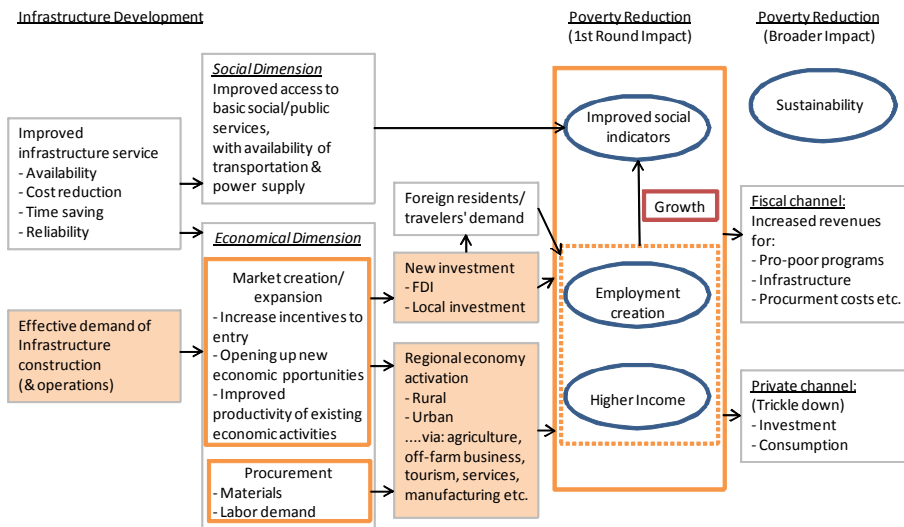 Infrastructure Development
Poverty Reduction
(1st Round Impact)
Poverty Reduction
(Broader Impact)
Social Dimension
Improved access to
basic social/public
services,
with availability of
transportation &
power supply
Improved
infrastructure service
- Availability
- Cost reduction
- Time saving
- Reliability
Effective demand of
Infrastructure
construction
(& operations)
Economical Dimension
Market creation/
expansion
- Increase incentives to
entry
- Opening up new
economic pportunities
- Improved
productivity of existing
economic activities
Procurement
- Materials
- Labor demand
Foreign residents/
travelers' demand
New investment
- FDI
- Local investment
Regional economy
activation
- Rural
- Urban
....via: agriculture,
off-farm business,
tourism, services,
manufacturing etc.
Improved social
indicators
Growth
Employment
creation
Higher Income
Sustainability
Fiscal channel:
Increased revenues
for:
- Pro-poor programs
- Infrastructure
- Procurment costs etc.
Private channel:
(Trickle down)
- Investment
- Consumption